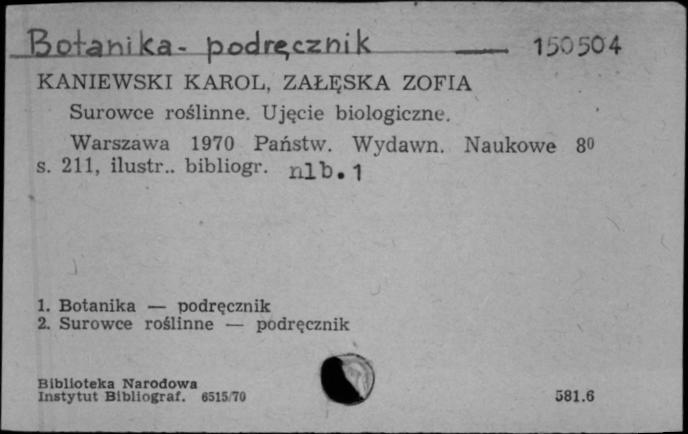 Botanika - podręcznik — 150504
KANIEWSKI KAROL, ZAŁĘSKA ZOFIA
Surowce roślinne. Ujęcie biologiczne.
Warszawa 1970 Państw. Wydawn. Naukowe 8⁰
s. 211, ilustr.. bibliogr. nlb. 1
1. Botanika — podręcznik
2. Surowce roślinne — podręcznik
Biblioteka Narodowa
Instytut Bibliograf. 6515/70 581.6